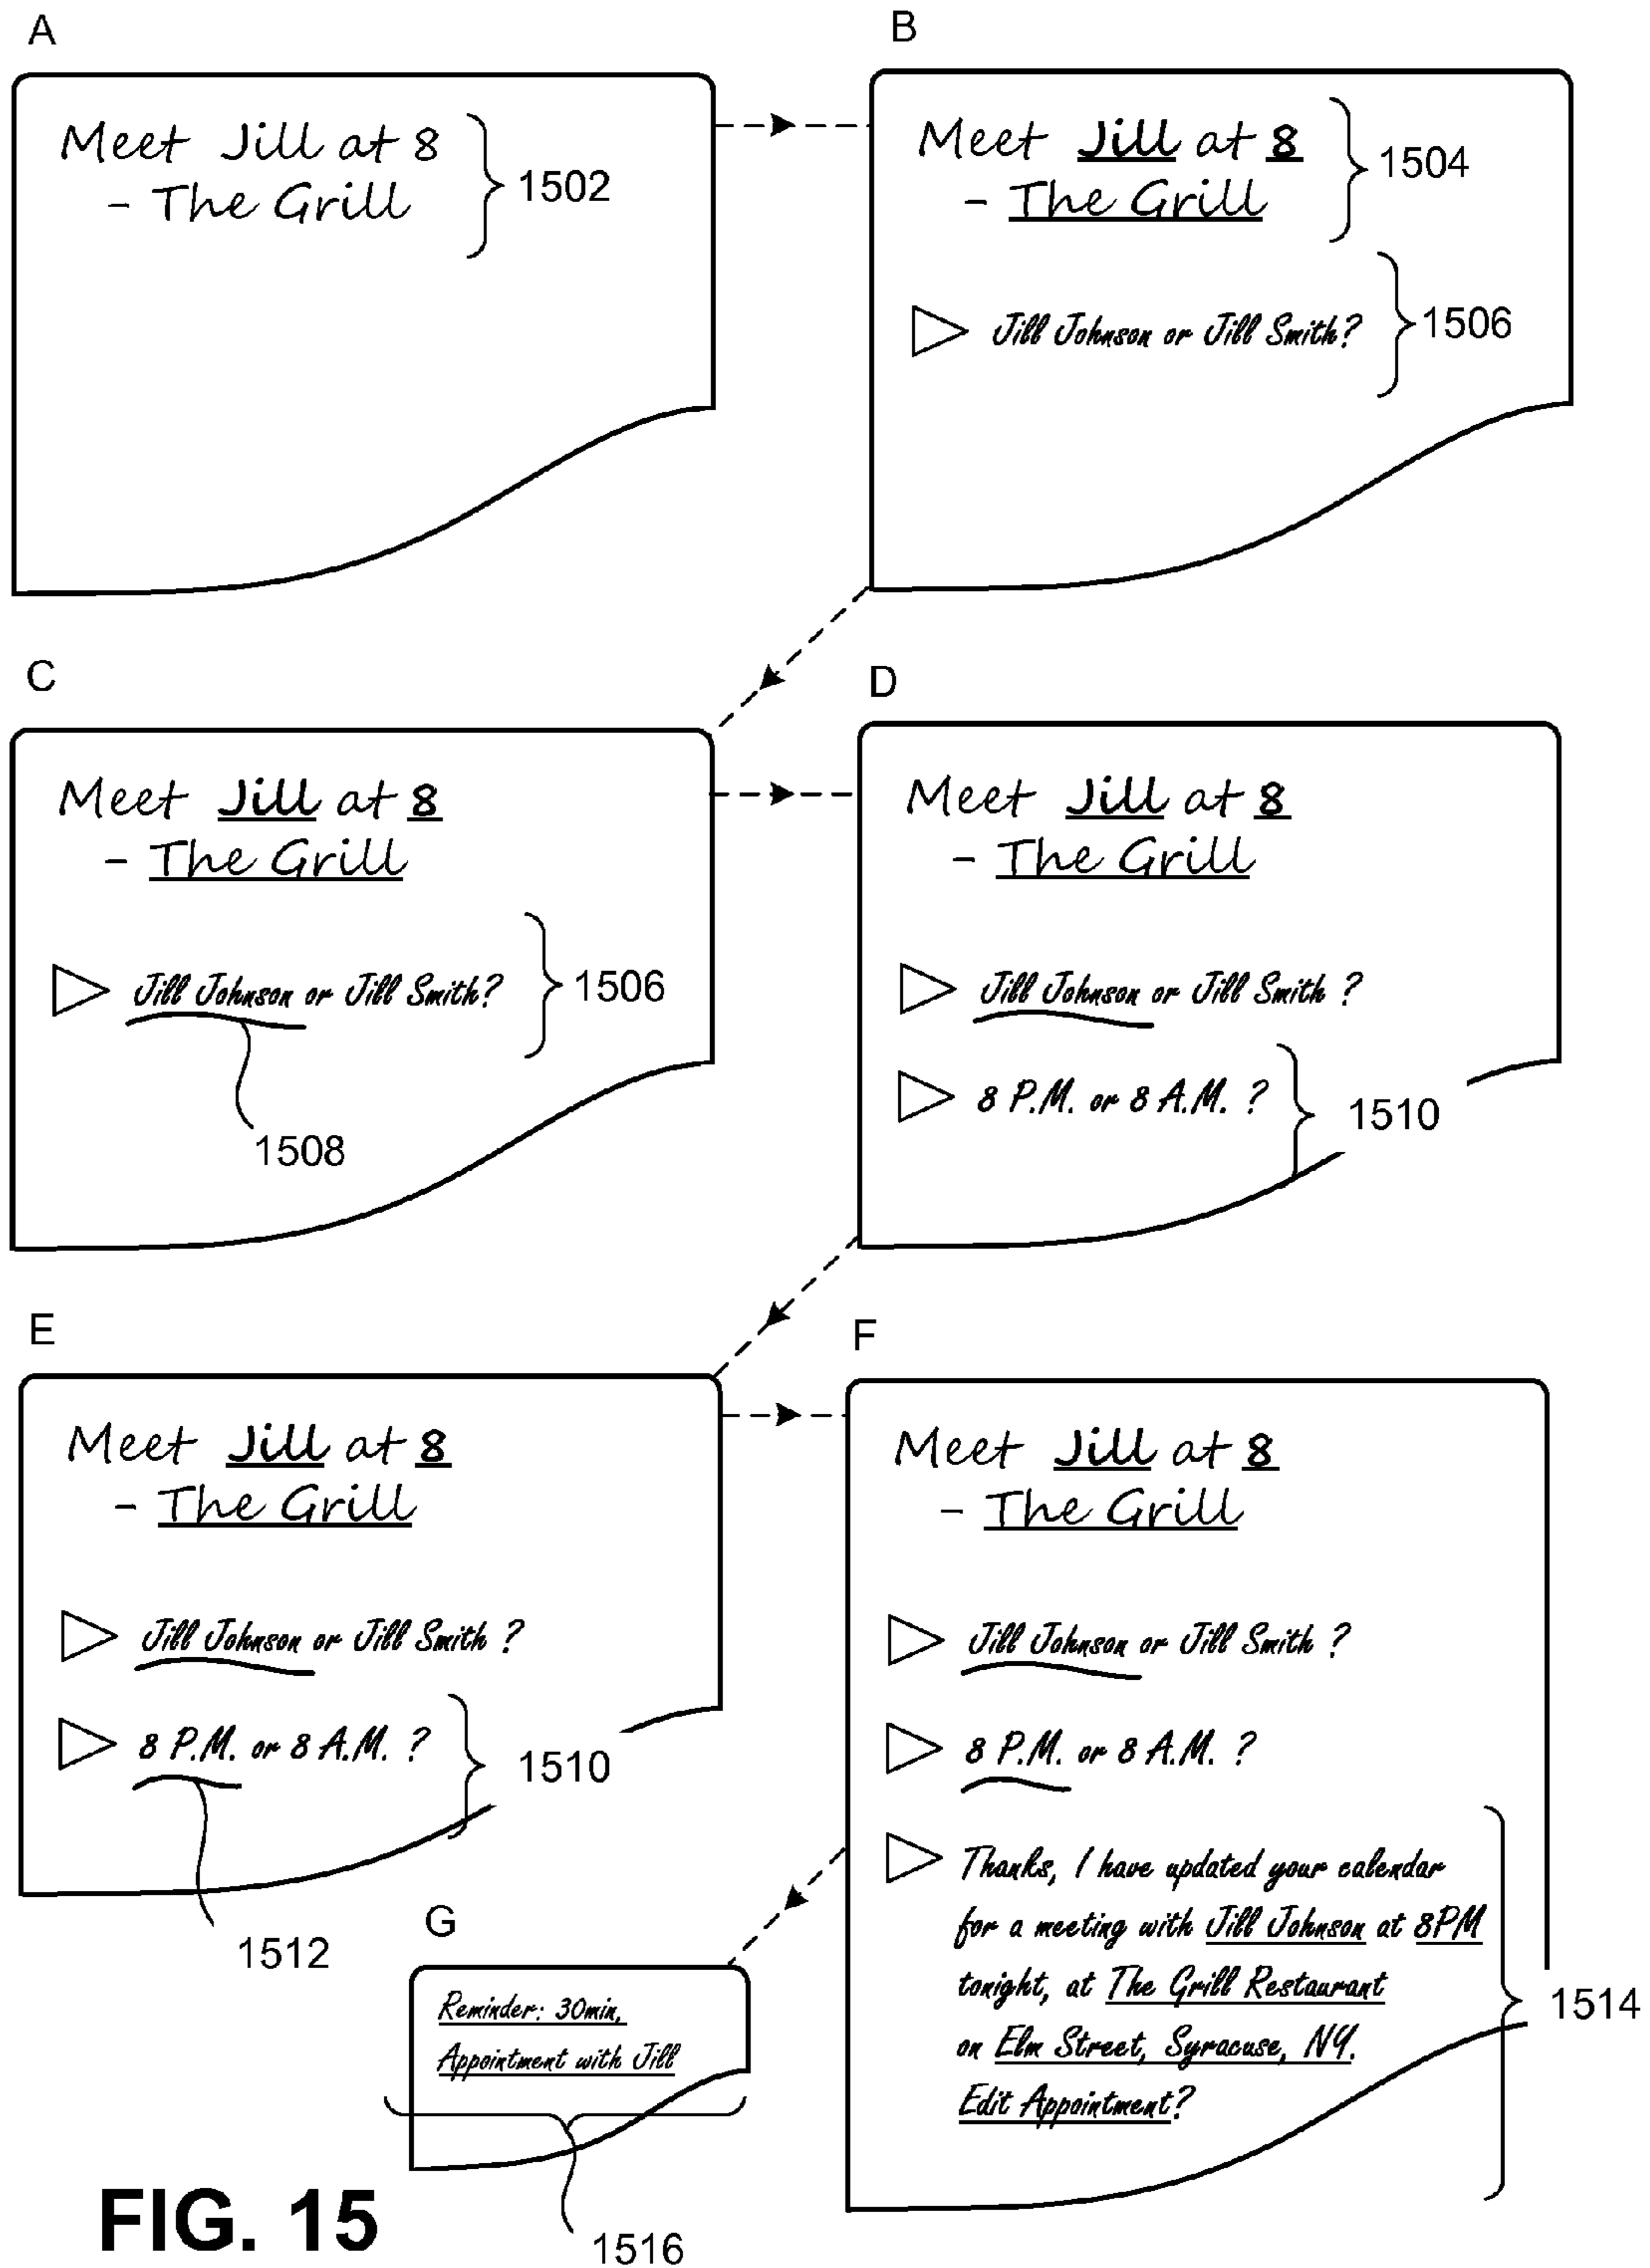 A
Meet Jill at 8
- The Grill
1502
B
Meet Jill at 8
- The Grill
1504
Jill Johnson or Jill Smith?
1506
C
Meet Jill at 8
- The Grill
Jill Johnson or Jill Smith?
1506
1508
D
Meet Jill at 8
- The Grill
Jill Johnson or Jill Smith ?
8 P.M. or 8 A.M. ?
1510
E
Meet Jill at 8
- The Grill
Jill Johnson or Jill Smith ?
8 P.M. or 8 A.M. ?
1510
1512
F
Meet Jill at 8
- The Grill
Jill Johnson or Jill Smith ?
8 P.M. or 8 A.M. ?
Thanks, I have updated your calendar
for a meeting with Jill Johnson at 8PM
tonight, at The Grill Restaurant
on Elm Street, Syracuse, NY.
Edit Appointment?
1514
G
Reminder: 30min,
Appointment with Jill
1516
FIG. 15